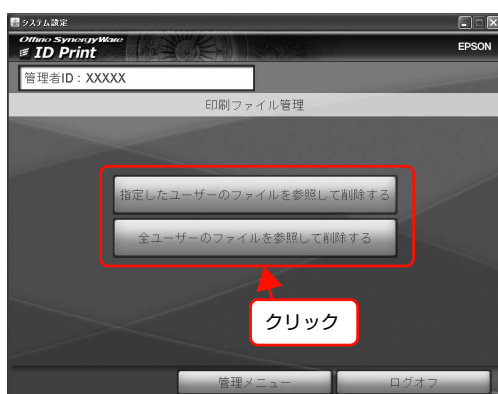 システム設定
Offirio SynergyWare
ID Print
EPSON
管理者ID：XXXXX
印刷ファイル管理
指定したユーザーのファイルを参照して削除する
全ユーザーのファイルを参照して削除する
クリック
管理メニュー
ログオフ